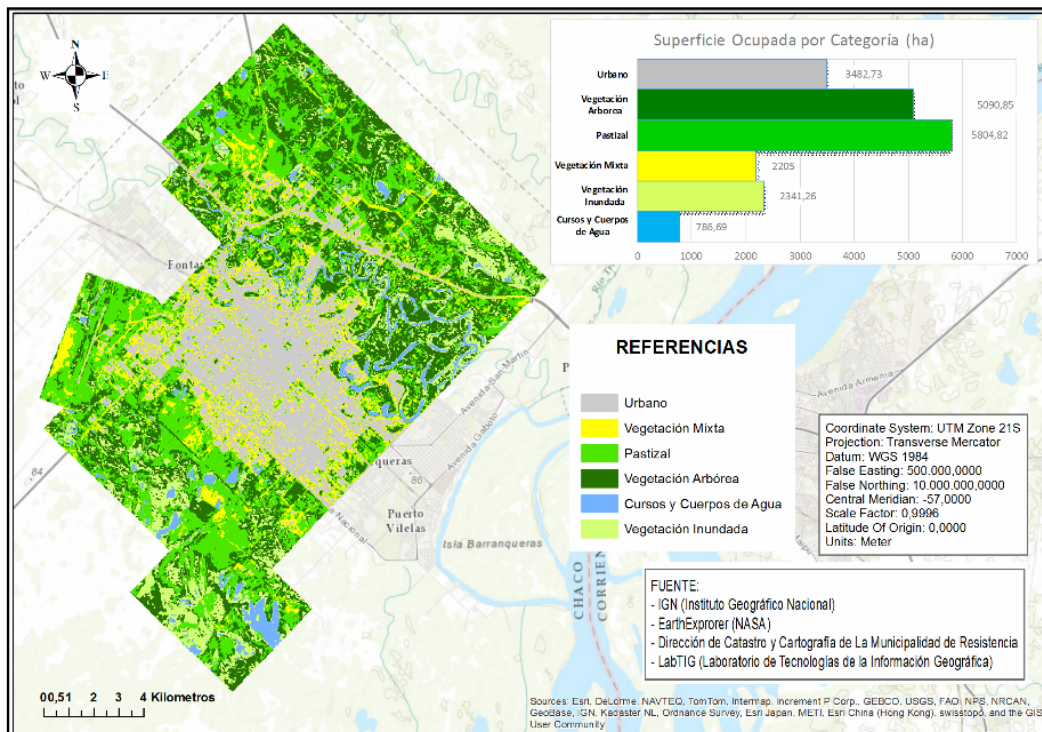 N
W E
S
Superficie Ocupada por Categoría (ha)
Urbano
3482,73
Vegetación
Arborea
5090,85
Pastizal
5804,82
Vegetación Mixta
2205
Vegetación
Inundada
2341,26
Cursos y Cuerpos
de Agua
786,69
0 1000 2000 3000 4000 5000 6000 7000
REFERENCIAS
Urbano
Vegetación Mixta
Pastizal
Vegetación Arbórea
Cursos y Cuerpos de Agua
Vegetación Inundada
Coordinate System: UTM Zone 21S
Projection: Transverse Mercator
Datum: WGS 1984
False Easting: 500.000,0000
False Northing: 10.000.000,0000
Central Meridian: -57,0000
Scale Factor: 0,9996
Latitude Of Origin: 0,0000
Units: Meter
FUENTE:
- IGN (Instituto Geográfico Nacional)
- EarthExprorer (NASA)
- Dirección de Catastro y Cartografía de La Municipalidad de Resistencia
- LabTIG (Laboratorio de Tecnologías de la Información Geográfica)
Avenida San Martin
Avenida Gaboto
Avenida Armenia
Puerto
Vilelas
Isla Barranqueras
Nacional
84
86
CHACO
CORRIEN
00,51 2 3 4 Kilometros
Sources: Esri, DeLorme, NAVTEQ, TomTom, Intermap, increment P Corp., GEBCO, USGS, FAO, NPS, NRCAN,
GeoBase, IGN, Kadaster NL, Ordnance Survey, Esri Japan, METI, Esri China (Hong Kong), swisstopo, and the GIS
User Community